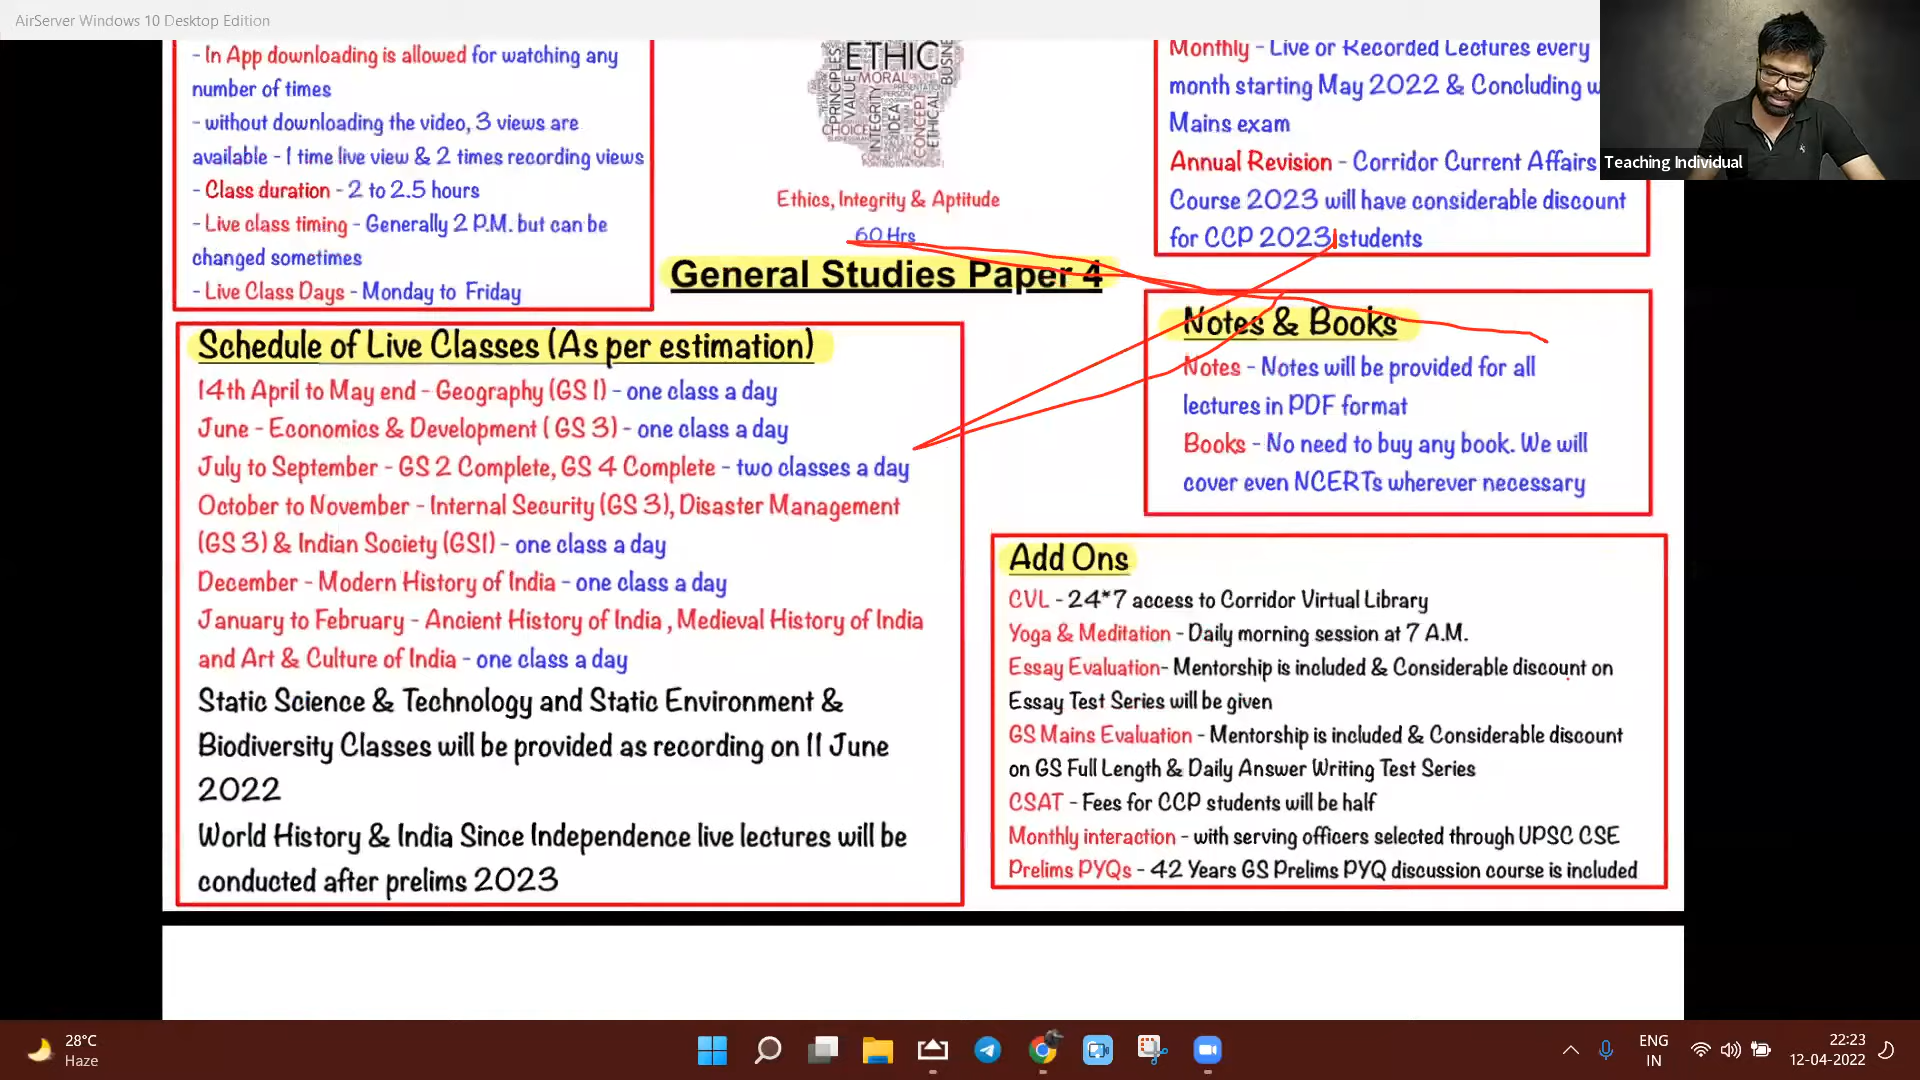 AirServer Windows 10 Desktop Edition
- In App downloading is allowed for watching any
number of times
- without downloading the video, 3 views are
available - 1 time live view & 2 times recording views
- Class duration - 2 to 2.5 hours
- Live class timing - Generally 2 P.M. but can be
changed sometimes
- Live Class Days - Monday to Friday
ETHIC
MORAL
PRINCIPLES
VALUE
INTEGRITY
IDEA
CONCEPT
ETHICAL
CHOICE
Ethics, Integrity & Aptitude
60 Hrs
General Studies Paper 4
Monthly - Live or Recorded Lectures every
month starting May 2022 & Concluding
Mains exam
Annual Revision - Corridor Current Affairs
Course 2023 will have considerable discount
for CCP 2023 students
Teaching Individual
Schedule of Live Classes (As per estimation)
14th April to May end - Geography (GS 1) - one class a day
June - Economics & Development ( GS 3) - one class a day
July to September - GS 2 Complete, GS 4 Complete - two classes a day
October to November - Internal Security (GS 3), Disaster Management
(GS 3) & Indian Society (GS1) - one class a day
December - Modern History of India - one class a day
January to February - Ancient History of India , Medieval History of India
and Art & Culture of India - one class a day
Static Science & Technology and Static Environment &
Biodiversity Classes will be provided as recording on 11 June
2022
World History & India Since Independence live lectures will be
conducted after prelims 2023
Notes & Books
Notes - Notes will be provided for all
lectures in PDF format
Books - No need to buy any book. We will
cover even NCERTs wherever necessary
Add Ons
CVL - 24*7 access to Corridor Virtual Library
Yoga & Meditation - Daily morning session at 7 A.M.
Essay Evaluation- Mentorship is included & Considerable discount on
Essay Test Series will be given
GS Mains Evaluation - Mentorship is included & Considerable discount
on GS Full Length & Daily Answer Writing Test Series
CSAT - Fees for CCP students will be half
Monthly interaction - with serving officers selected through UPSC CSE
Prelims PYQs - 42 Years GS Prelims PYQ discussion course is included
28°C
Haze
ENG
IN
22:23
12-04-2022